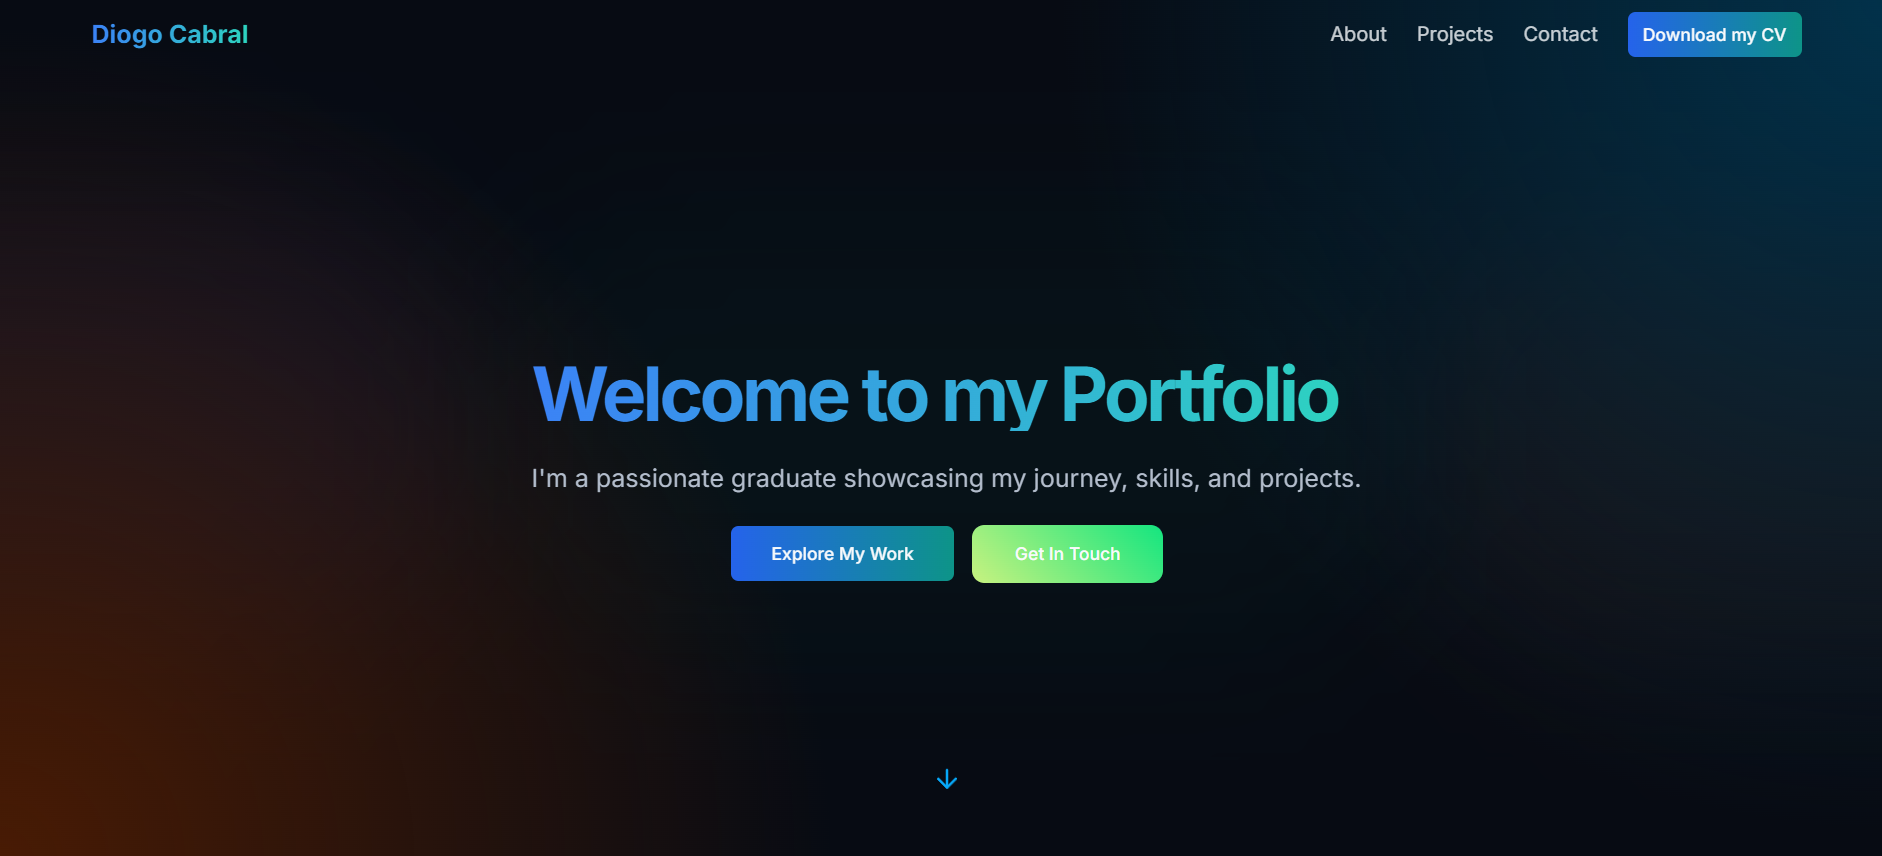 Diogo Cabral
About Projects Contact Download my CV
Welcome to my Portfolio
I'm a passionate graduate showcasing my journey, skills, and projects.
Explore My Work Get In Touch